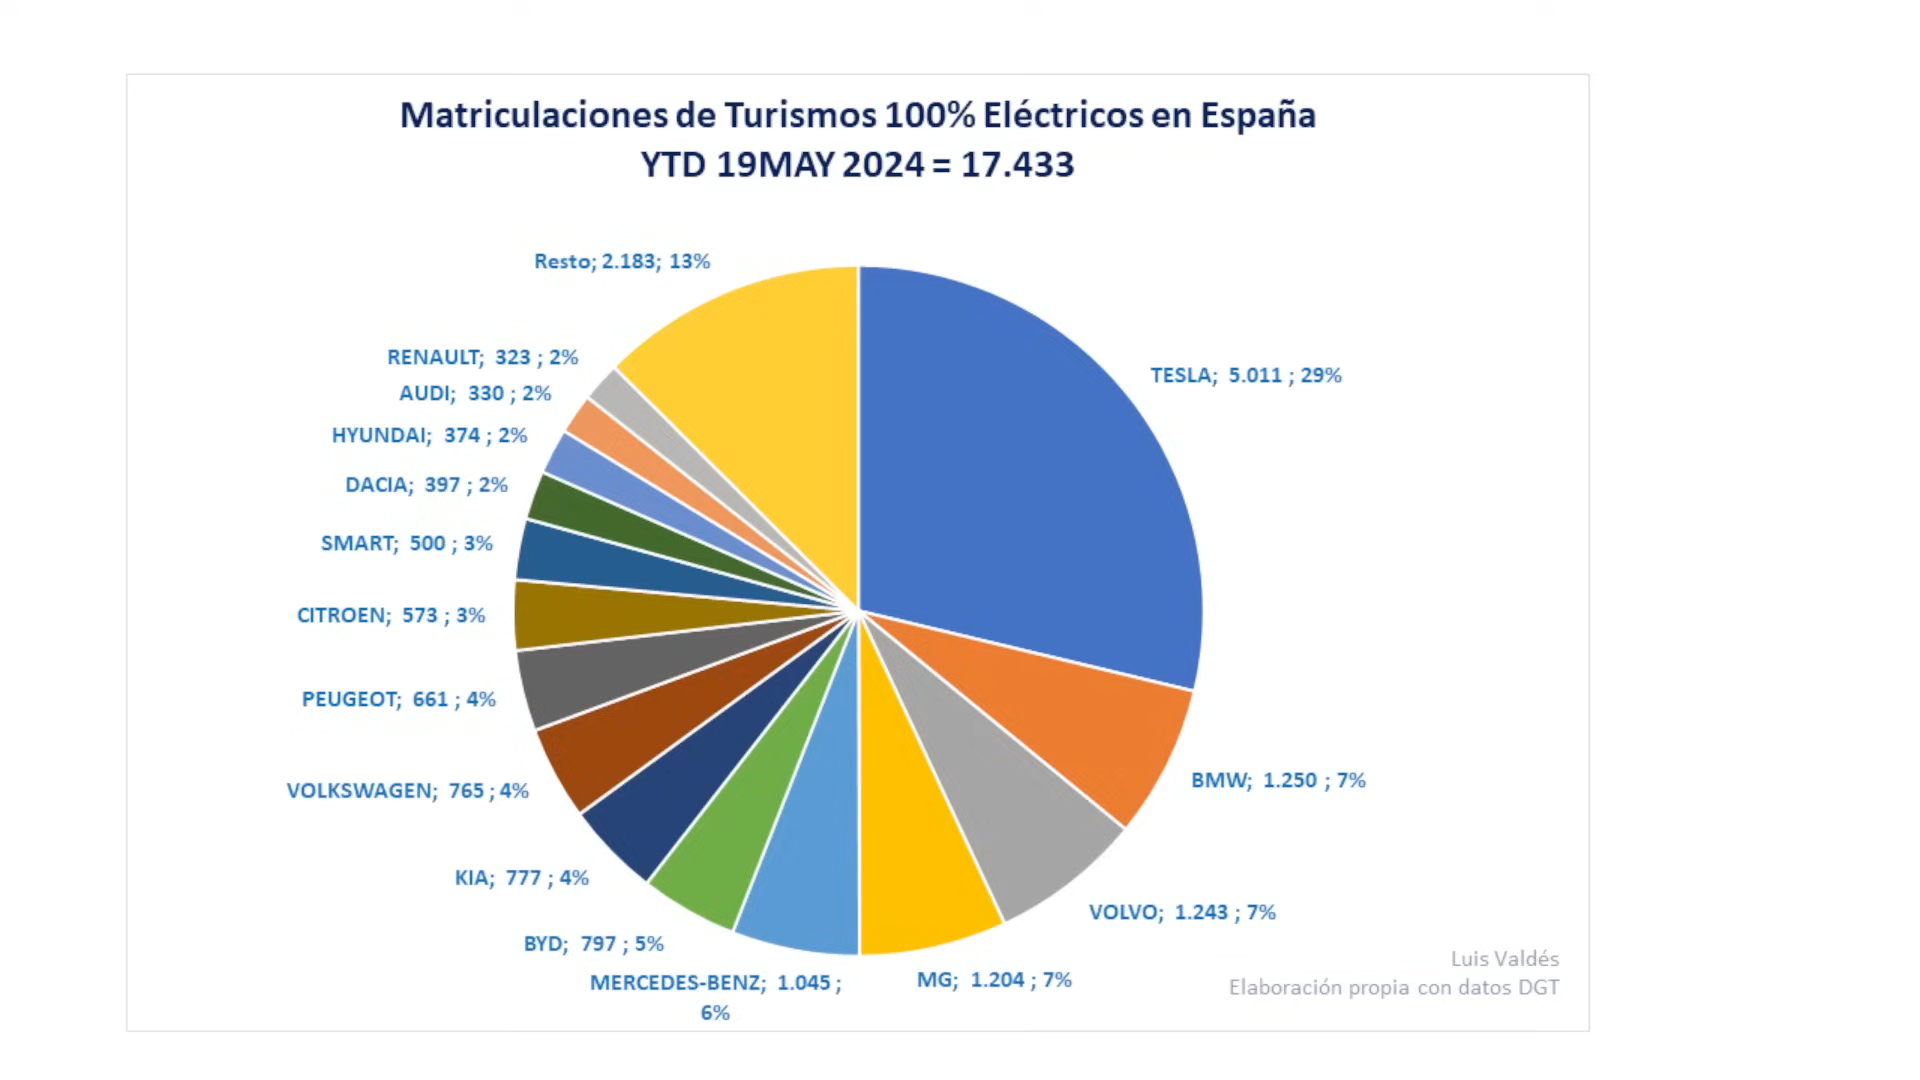 Matriculaciones de Turismos 100% Eléctricos en España
YTD 19MAY 2024 = 17.433
Resto; 2.183; 13%
RENAULT; 323 ; 2%
AUDI; 330 ; 2%
HYUNDAI; 374 ; 2%
DACIA; 397 ; 2%
SMART; 500 ; 3%
CITROEN; 573 ; 3%
PEUGEOT; 661 ; 4%
VOLKSWAGEN; 765 ; 4%
KIA; 777 ; 4%
BYD; 797 ; 5%
MERCEDES-BENZ; 1.045 ;
6%
MG; 1.204 ; 7%
VOLVO; 1.243 ; 7%
BMW; 1.250 ; 7%
TESLA; 5.011 ; 29%
Luis Valdés
Elaboración propia con datos DGT